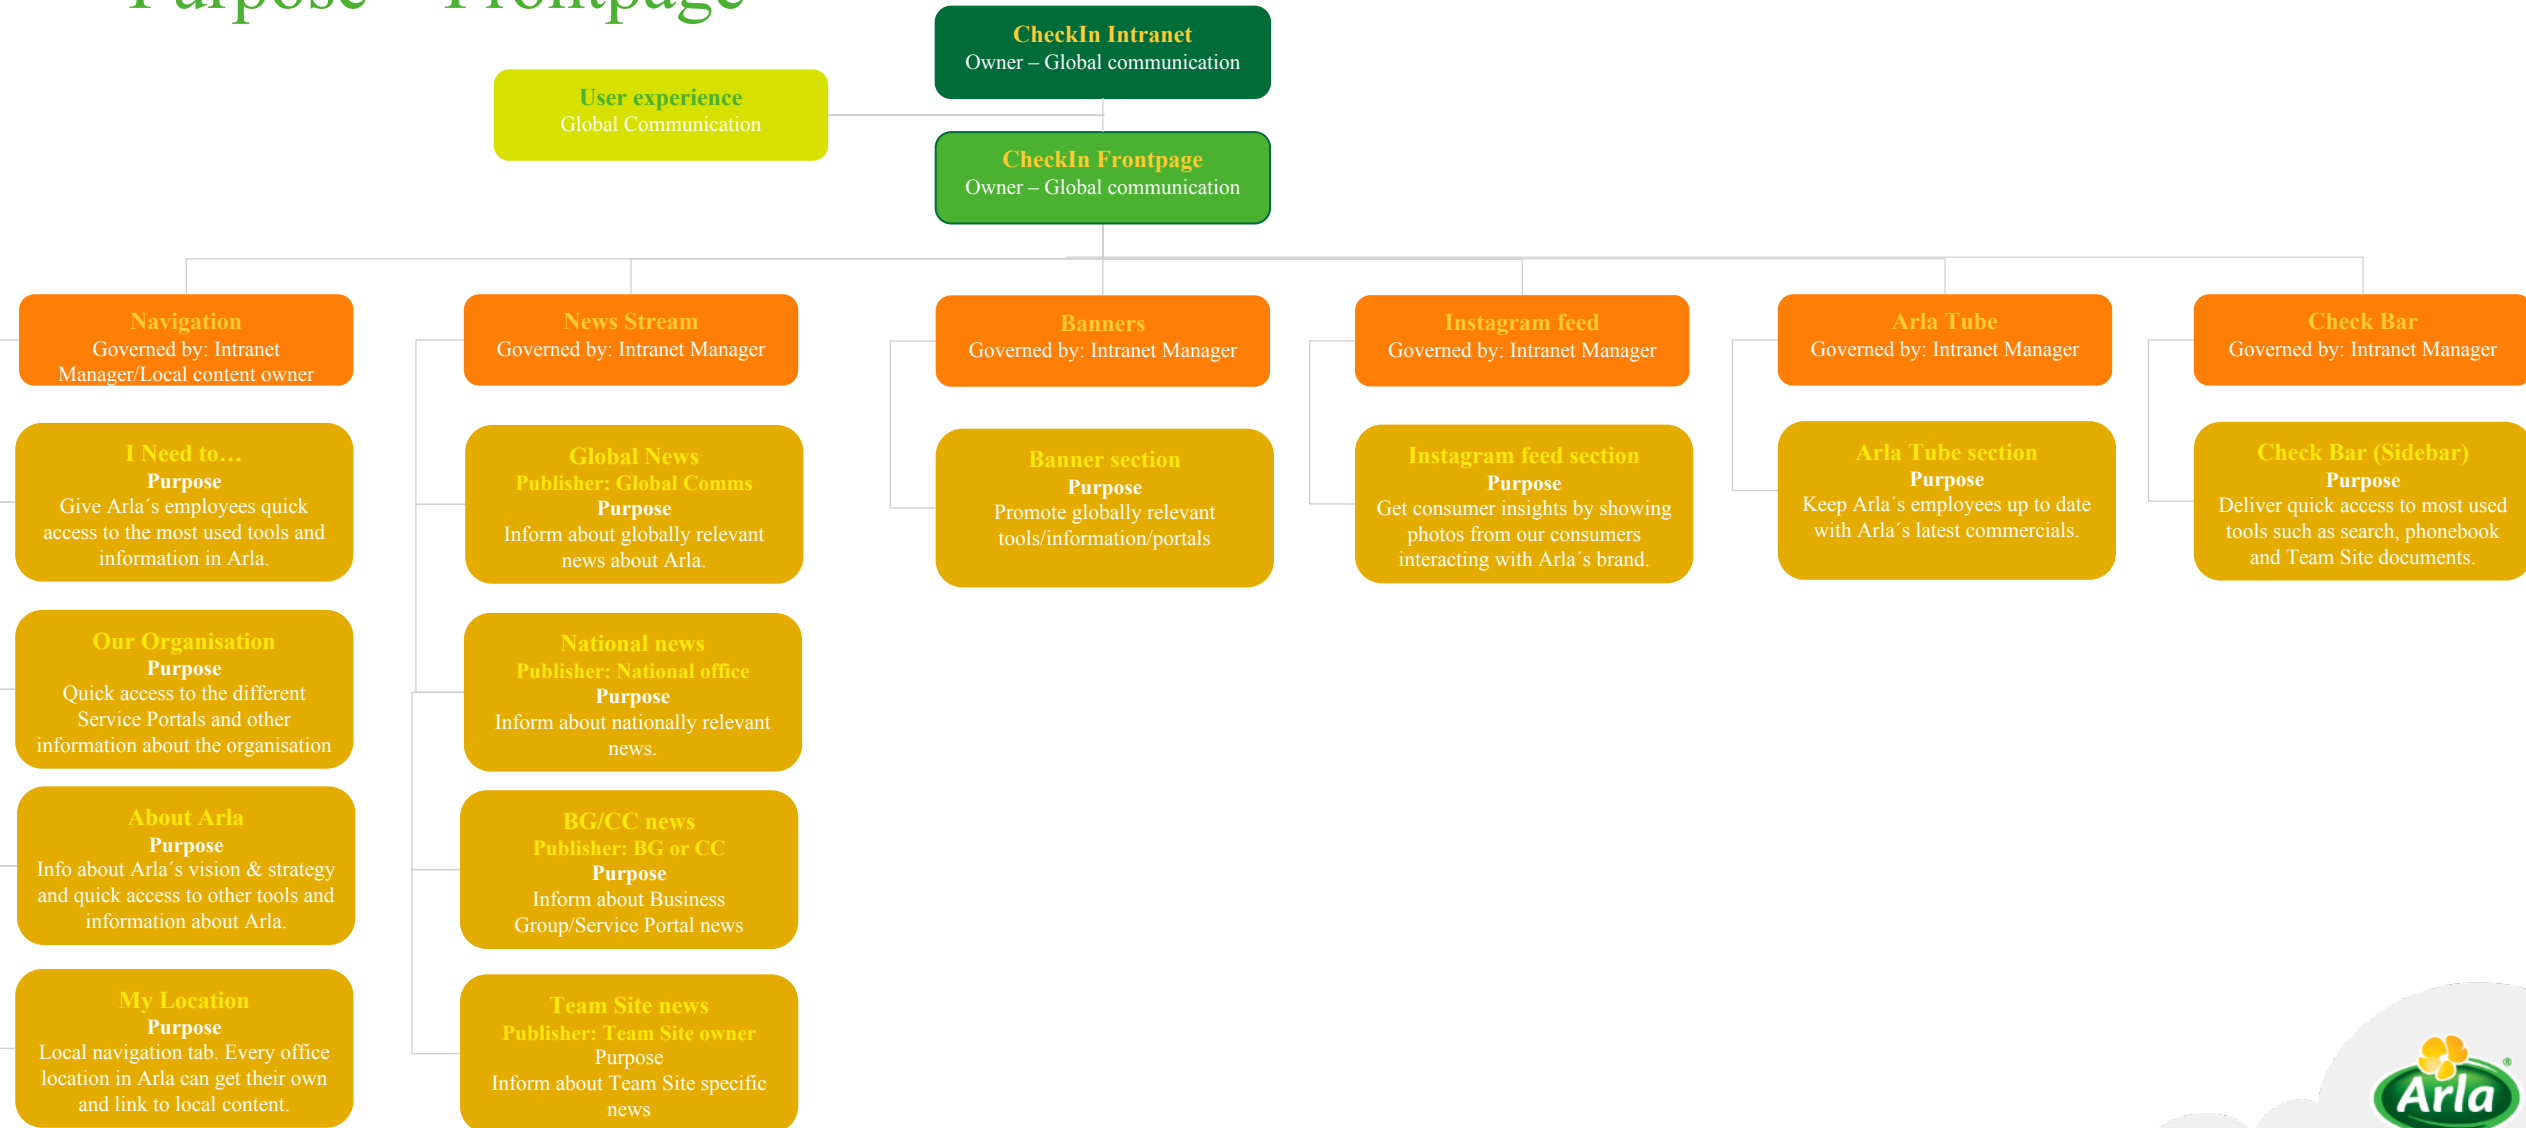 Purpose – Frontpage
CheckIn Intranet
Owner – Global communication
User experience
Global Communication
CheckIn Frontpage
Owner – Global communication
Navigation
Governed by: Intranet
Manager/Local content owner
I Need to…
Purpose
Give Arla´s employees quick
access to the most used tools and
information in Arla.
Our Organisation
Purpose
Quick access to the different
Service Portals and other
information about the organisation
About Arla
Purpose
Info about Arla´s vision & strategy
and quick access to other tools and
information about Arla.
My Location
Purpose
Local navigation tab. Every office
location in Arla can get their own
and link to local content.
News Stream
Governed by: Intranet Manager
Global News
Publisher: Global Comms
Purpose
Inform about globally relevant
news about Arla.
National news
Publisher: National office
Purpose
Inform about nationally relevant
news.
BG/CC news
Publisher: BG or CC
Purpose
Inform about Business
Group/Service Portal news
Team Site news
Publisher: Team Site owner
Purpose
Inform about Team Site specific
news
Banners
Governed by: Intranet Manager
Banner section
Purpose
Promote globally relevant
tools/information/portals
Instagram feed
Governed by: Intranet Manager
Instagram feed section
Purpose
Get consumer insights by showing
photos from our consumers
interacting with Arla´s brand.
Arla Tube
Governed by: Intranet Manager
Arla Tube section
Purpose
Keep Arla´s employees up to date
with Arla´s latest commercials.
Check Bar
Governed by: Intranet Manager
Check Bar (Sidebar)
Purpose
Deliver quick access to most used
tools such as search, phonebook
and Team Site documents.
Arla®